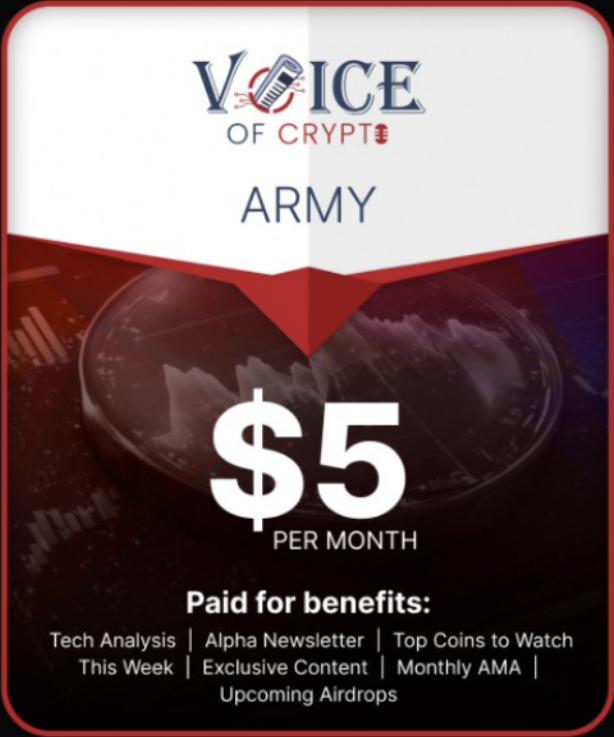 VOICE
OF CRYPTO
ARMY
$5
PER MONTH
Paid for benefits:
Tech Analysis | Alpha Newsletter | Top Coins to Watch
This Week | Exclusive Content | Monthly AMA |
Upcoming Airdrops